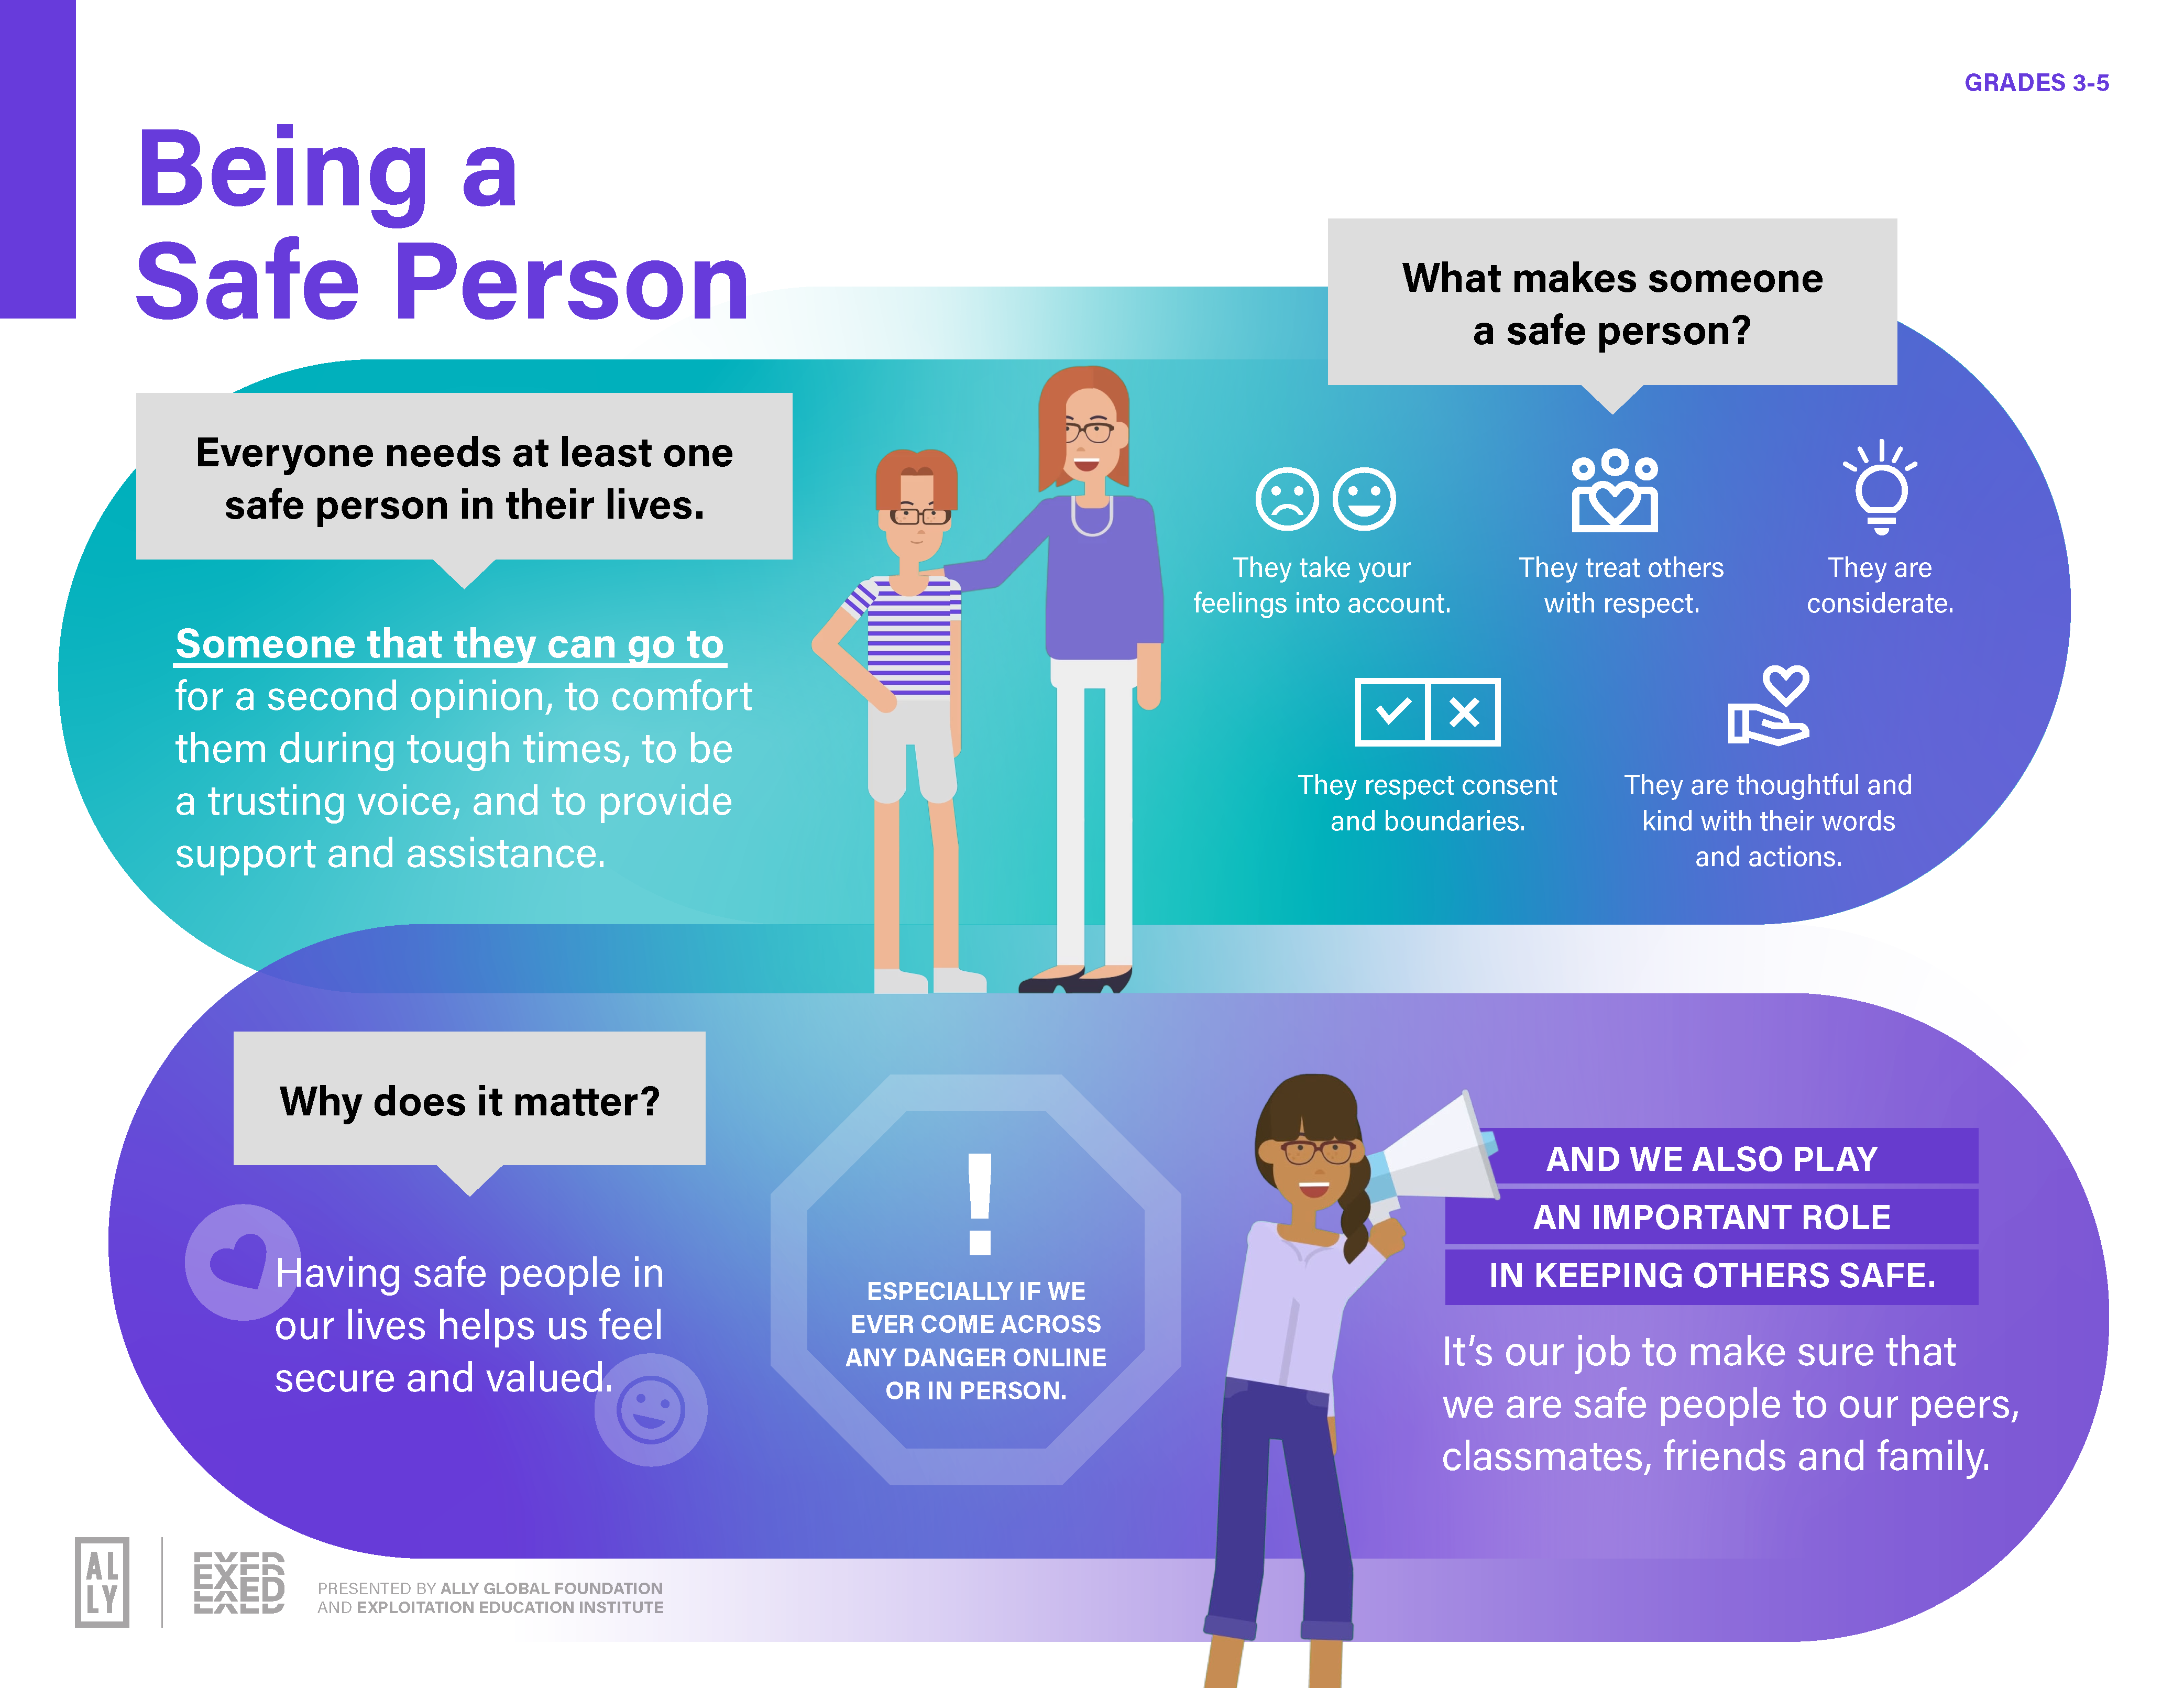 GRADES 3-5
Being a
Safe Person
Everyone needs at least one
safe person in their lives.
Someone that they can go to
for a second opinion, to comfort
them during tough times, to be
a trusting voice, and to provide
support and assistance.
What makes someone
a safe person?
They take your
feelings into account.
They treat others
with respect.
They are
considerate.
They respect consent
and boundaries.
They are thoughtful and
kind with their words
and actions.
Why does it matter?
Having safe people in
our lives helps us feel
secure and valued.
!
ESPECIALLY IF WE
EVER COME ACROSS
ANY DANGER ONLINE
OR IN PERSON.
AND WE ALSO PLAY
AN IMPORTANT ROLE
IN KEEPING OTHERS SAFE.
It’s our job to make sure that
we are safe people to our peers,
classmates, friends and family.
AL
LY
EXED
EXED
EXED
PRESENTED BY ALLY GLOBAL FOUNDATION
AND EXPLOITATION EDUCATION INSTITUTE